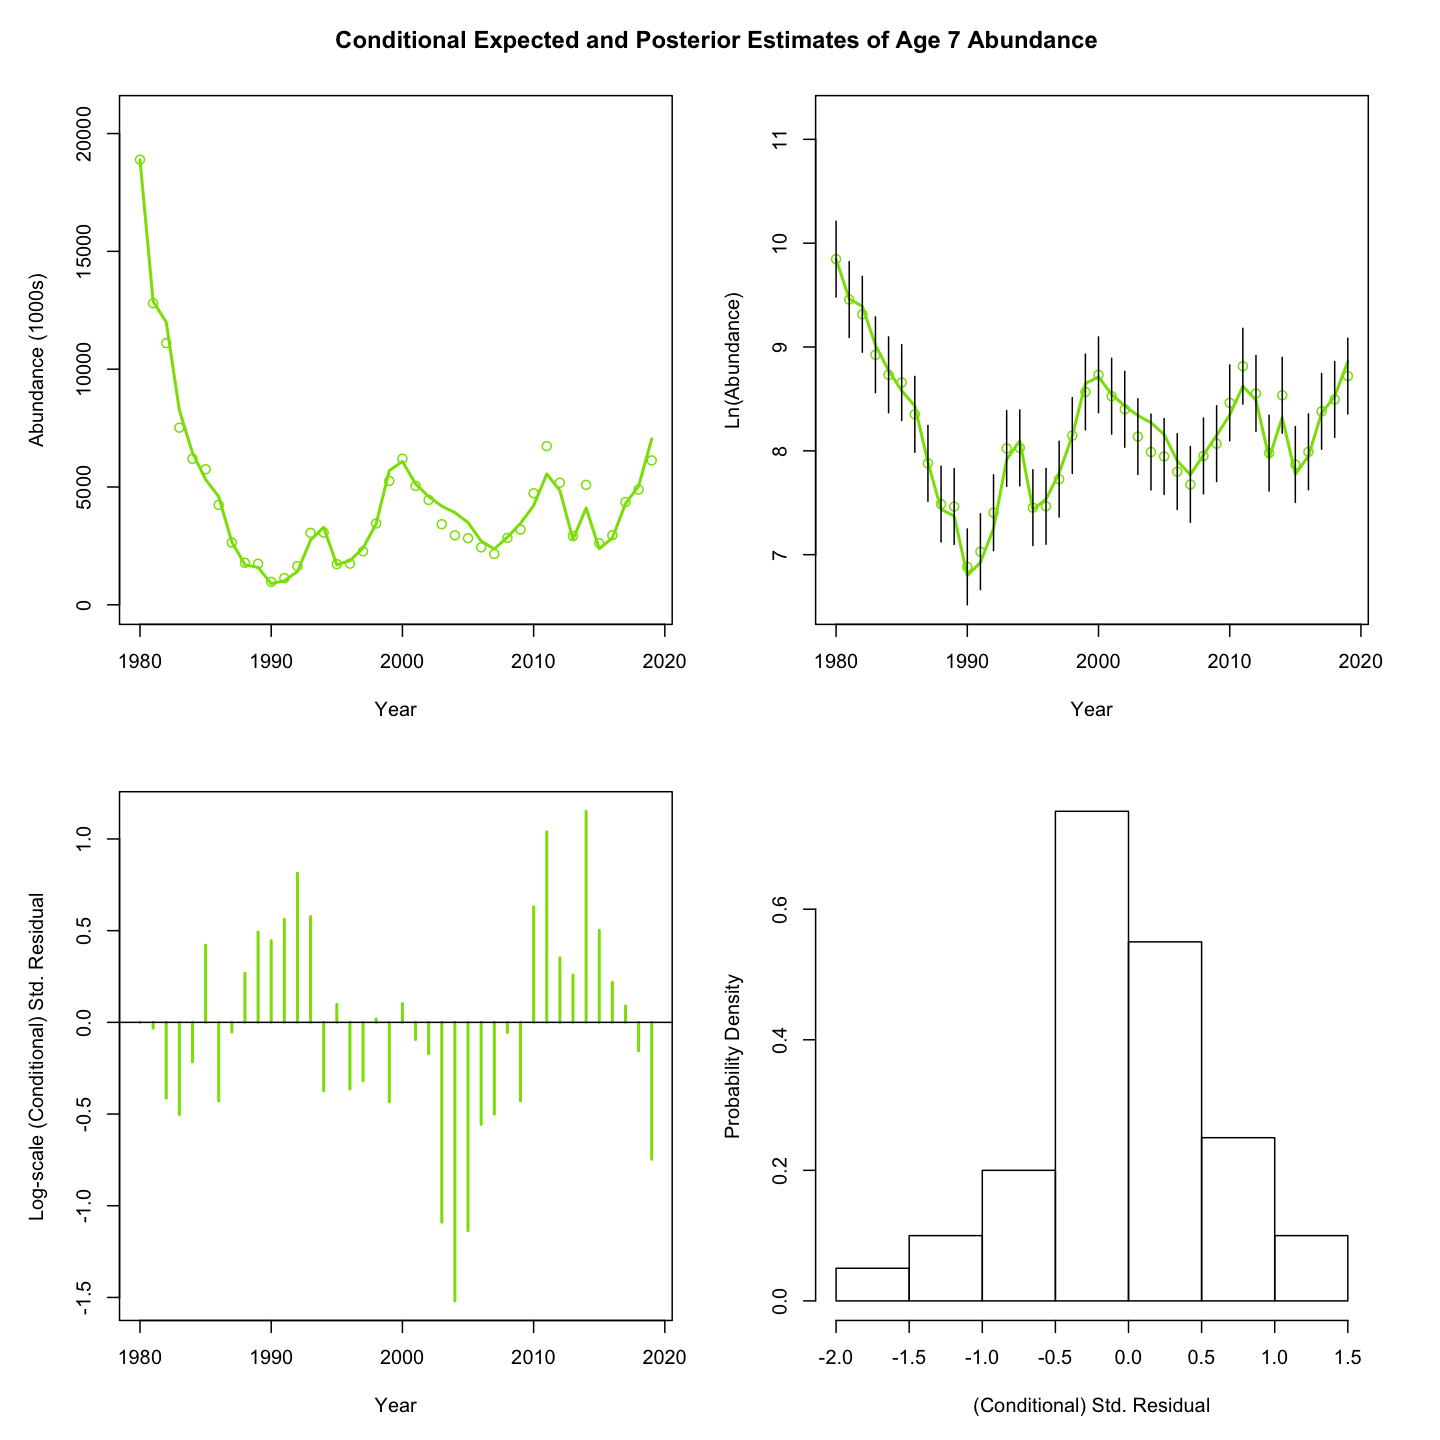 Conditional Expected and Posterior Estimates of Age 7 Abundance
Abundance (1000s)
20000
15000
10000
5000
0
1980 1990 2000 2010 2020
Year
Ln(Abundance)
11
10
9
8
7
1980 1990 2000 2010 2020
Year
Log-scale (Conditional) Std. Residual
1.0
0.5
0.0
-0.5
-1.0
-1.5
1980 1990 2000 2010 2020
Year
Probability Density
0.6
0.4
0.2
0.0
-2.0 -1.5 -1.0 -0.5 0.0 0.5 1.0 1.5
(Conditional) Std. Residual